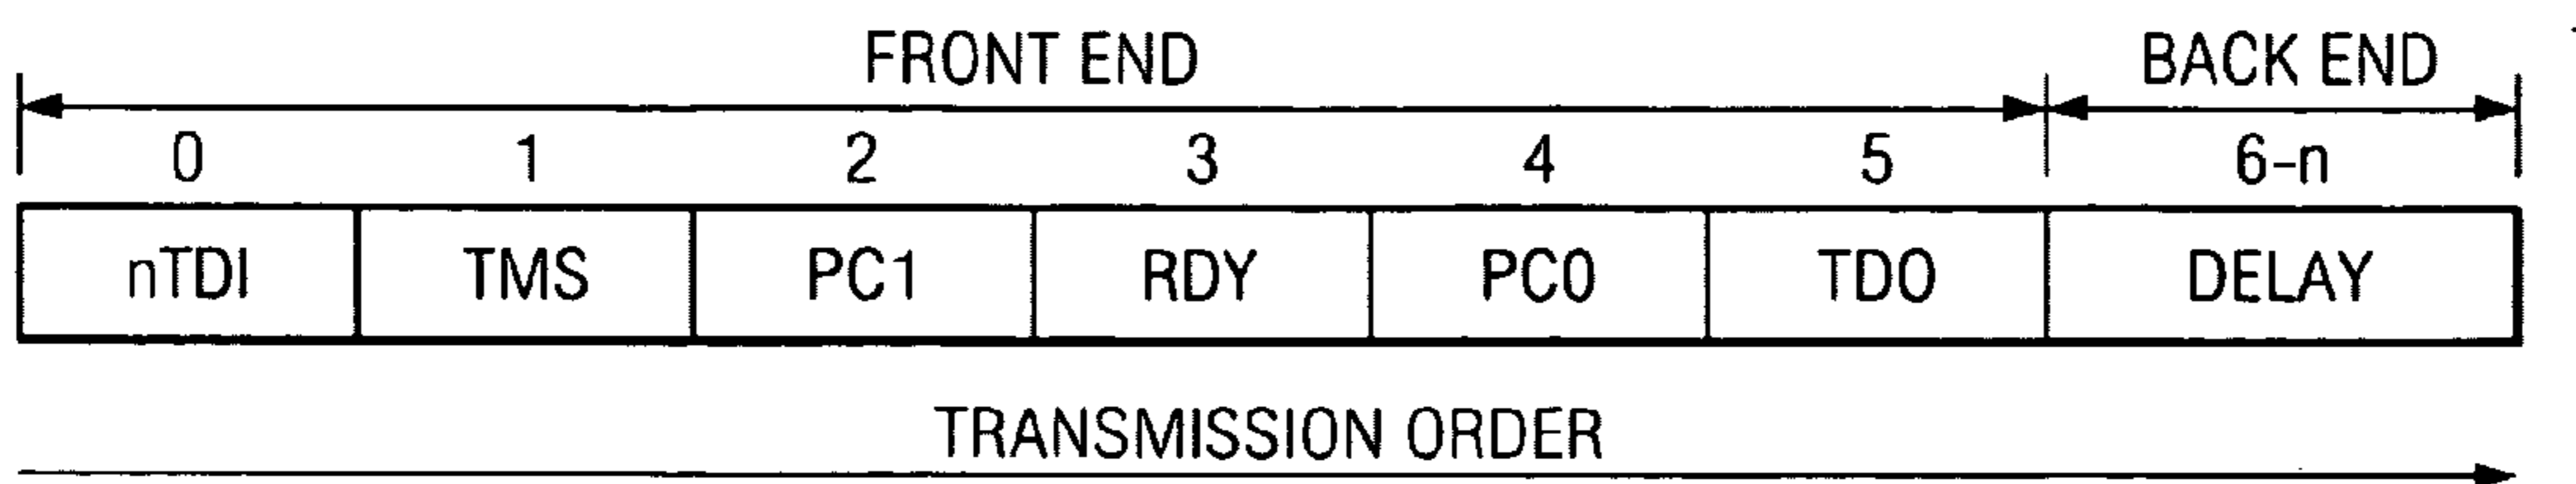 FRONT END BACK END
0 1 2 3 4 5 6-n
nTDI TMS PC1 RDY PC0 TDO DELAY
TRANSMISSION ORDER